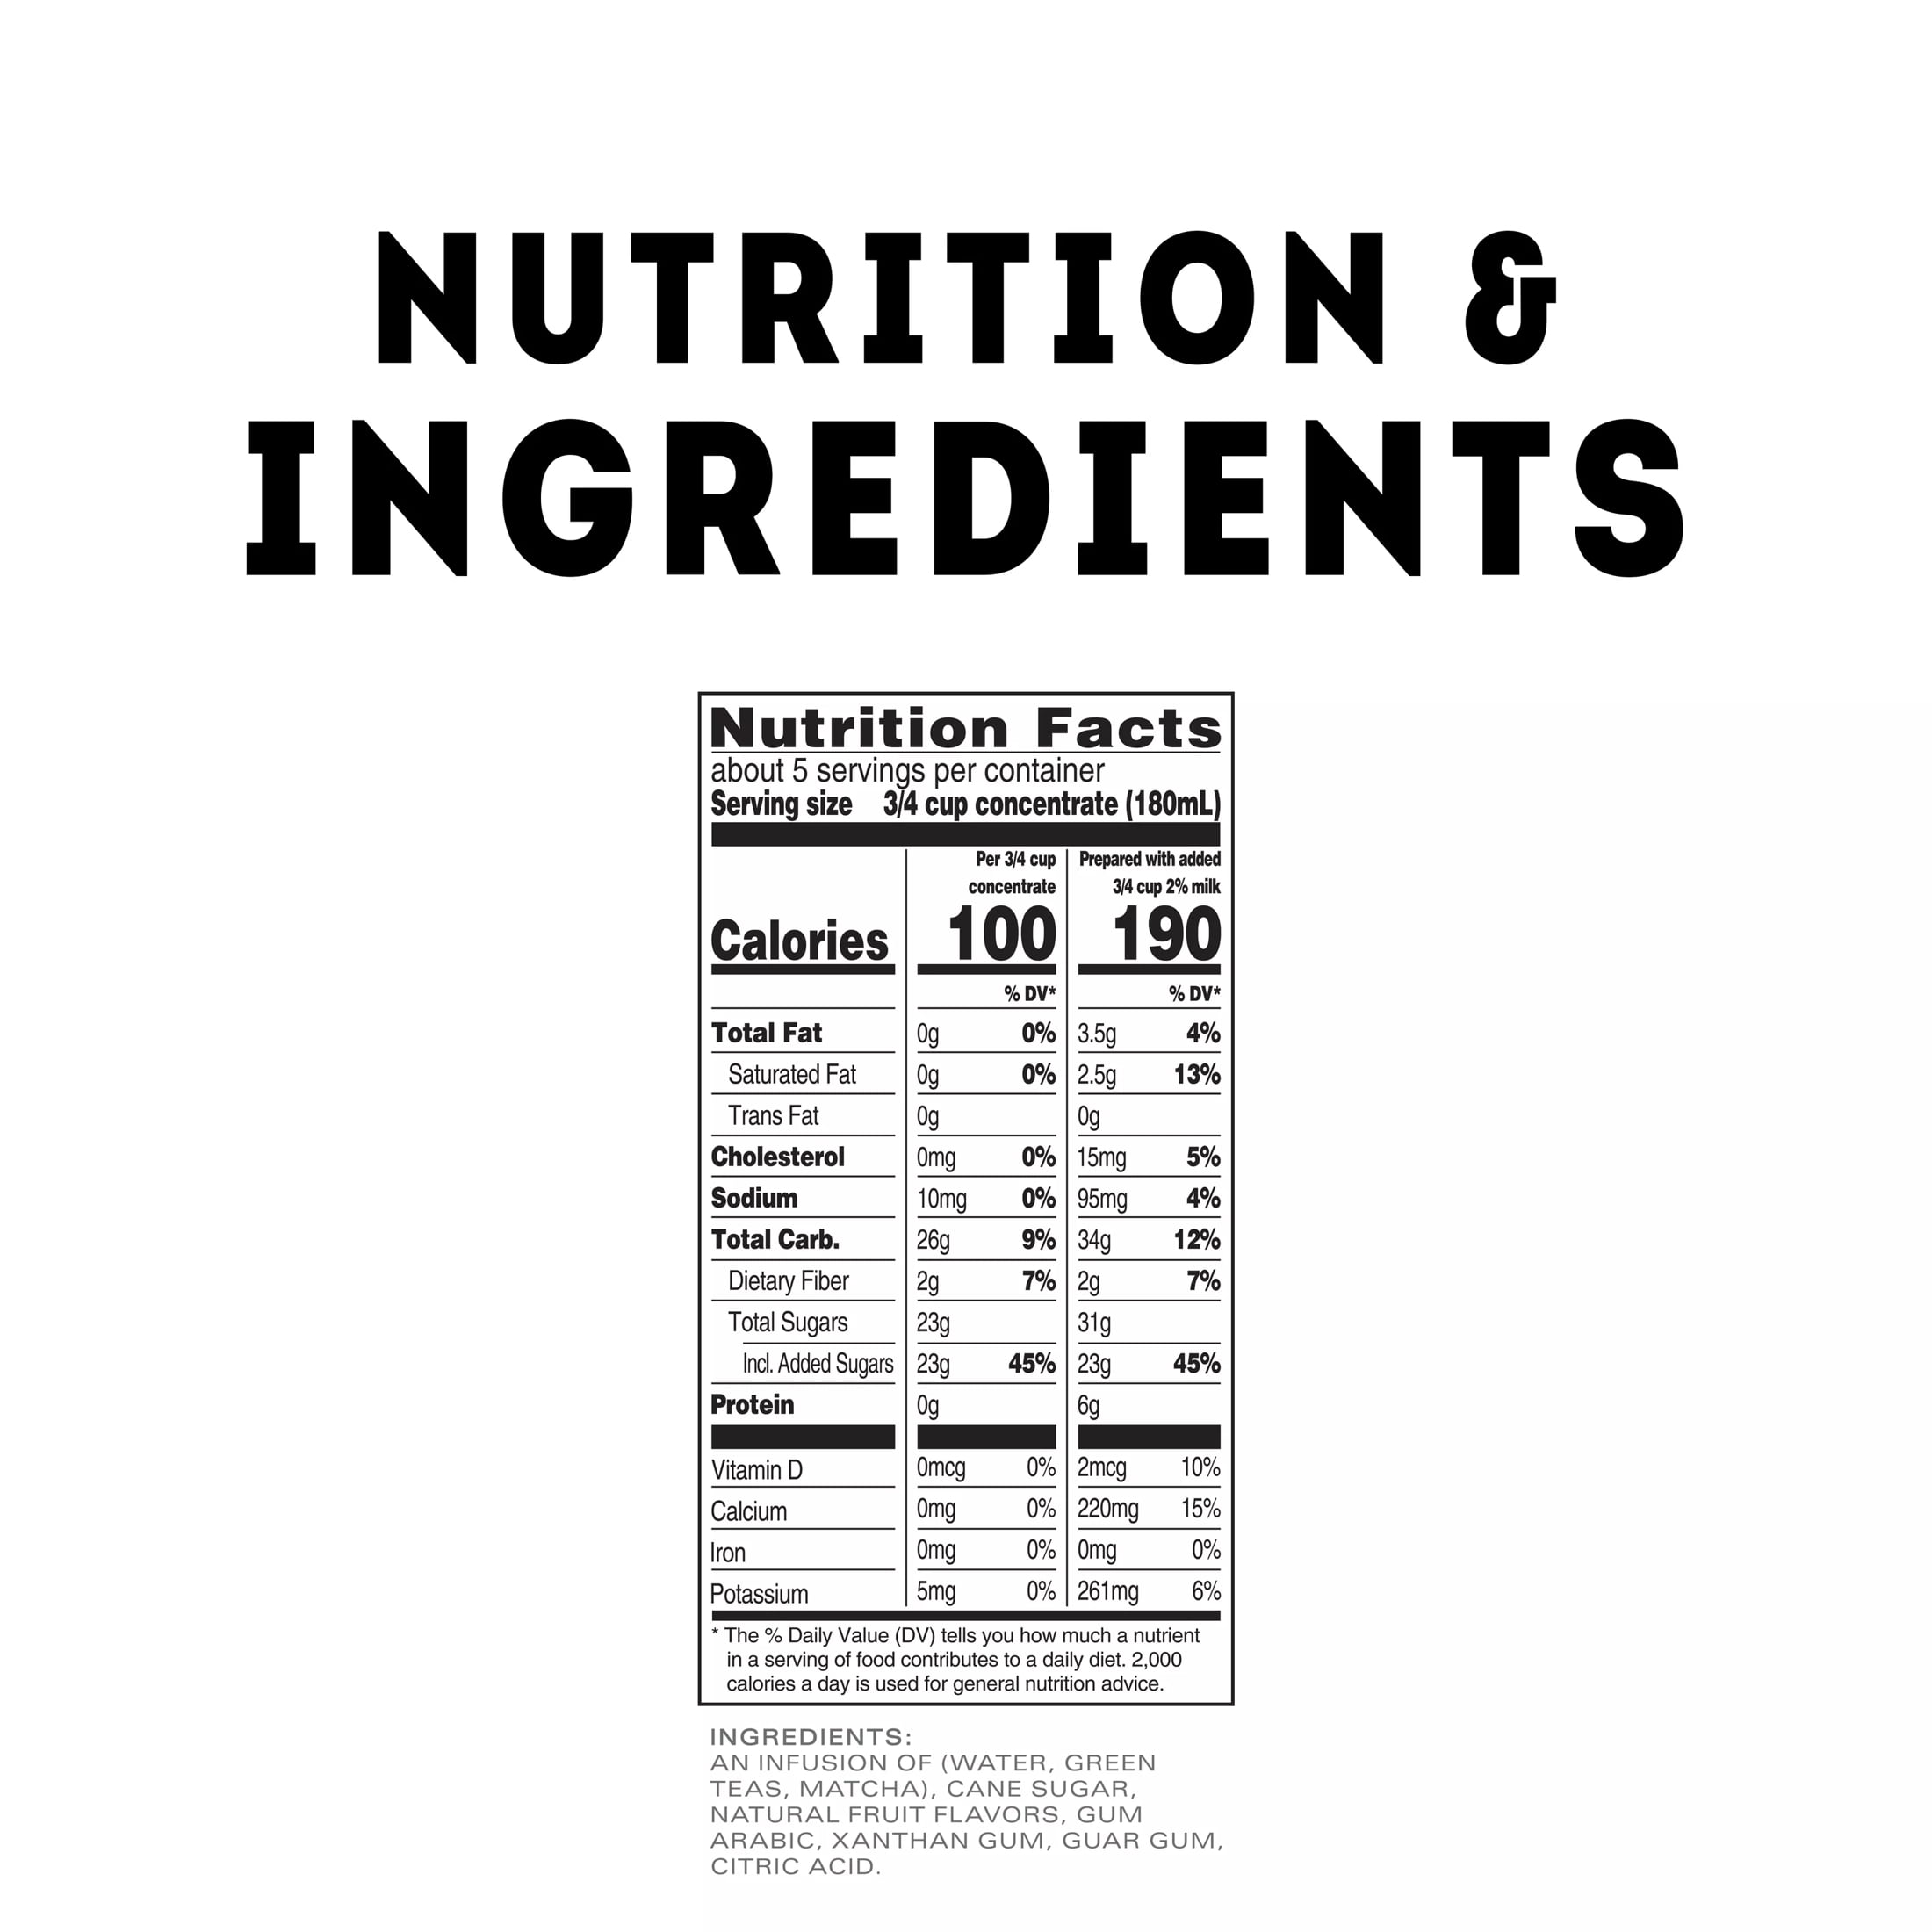 NUTRITION &
INGREDIENTS
Nutrition Facts
about 5 servings per container
Serving size 3/4 cup concentrate (180mL)
Per 3/4 cup concentrate Prepared with added 3/4 cup 2% milk
Calories 100 190
% DV* % DV*
Total Fat 0g 0% 3.5g 4%
Saturated Fat 0g 0% 2.5g 13%
Trans Fat 0g 0g
Cholesterol 0mg 0% 15mg 5%
Sodium 10mg 0% 95mg 4%
Total Carb. 26g 9% 34g 12%
Dietary Fiber 2g 7% 2g 7%
Total Sugars 23g 31g
Incl. Added Sugars 23g 45% 23g 45%
Protein 0g 6g
Vitamin D 0mcg 0% 2mcg 10%
Calcium 0mg 0% 220mg 15%
Iron 0mg 0% 0mg 0%
Potassium 5mg 0% 261mg 6%
* The % Daily Value (DV) tells you how much a nutrient
in a serving of food contributes to a daily diet. 2,000
calories a day is used for general nutrition advice.
INGREDIENTS:
AN INFUSION OF (WATER, GREEN
TEAS, MATCHA), CANE SUGAR,
NATURAL FRUIT FLAVORS, GUM
ARABIC, XANTHAN GUM, GUAR GUM,
CITRIC ACID.